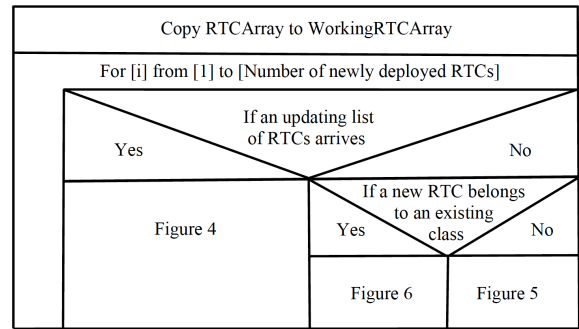 Copy RTCArray to WorkingRTCArray
For [i] from [1] to [Number of newly deployed RTCs]
If an updating list
of RTCs arrives
Yes
No
If a new RTC belongs
to an existing
class
Figure 4
Yes
No
Figure 6
Figure 5